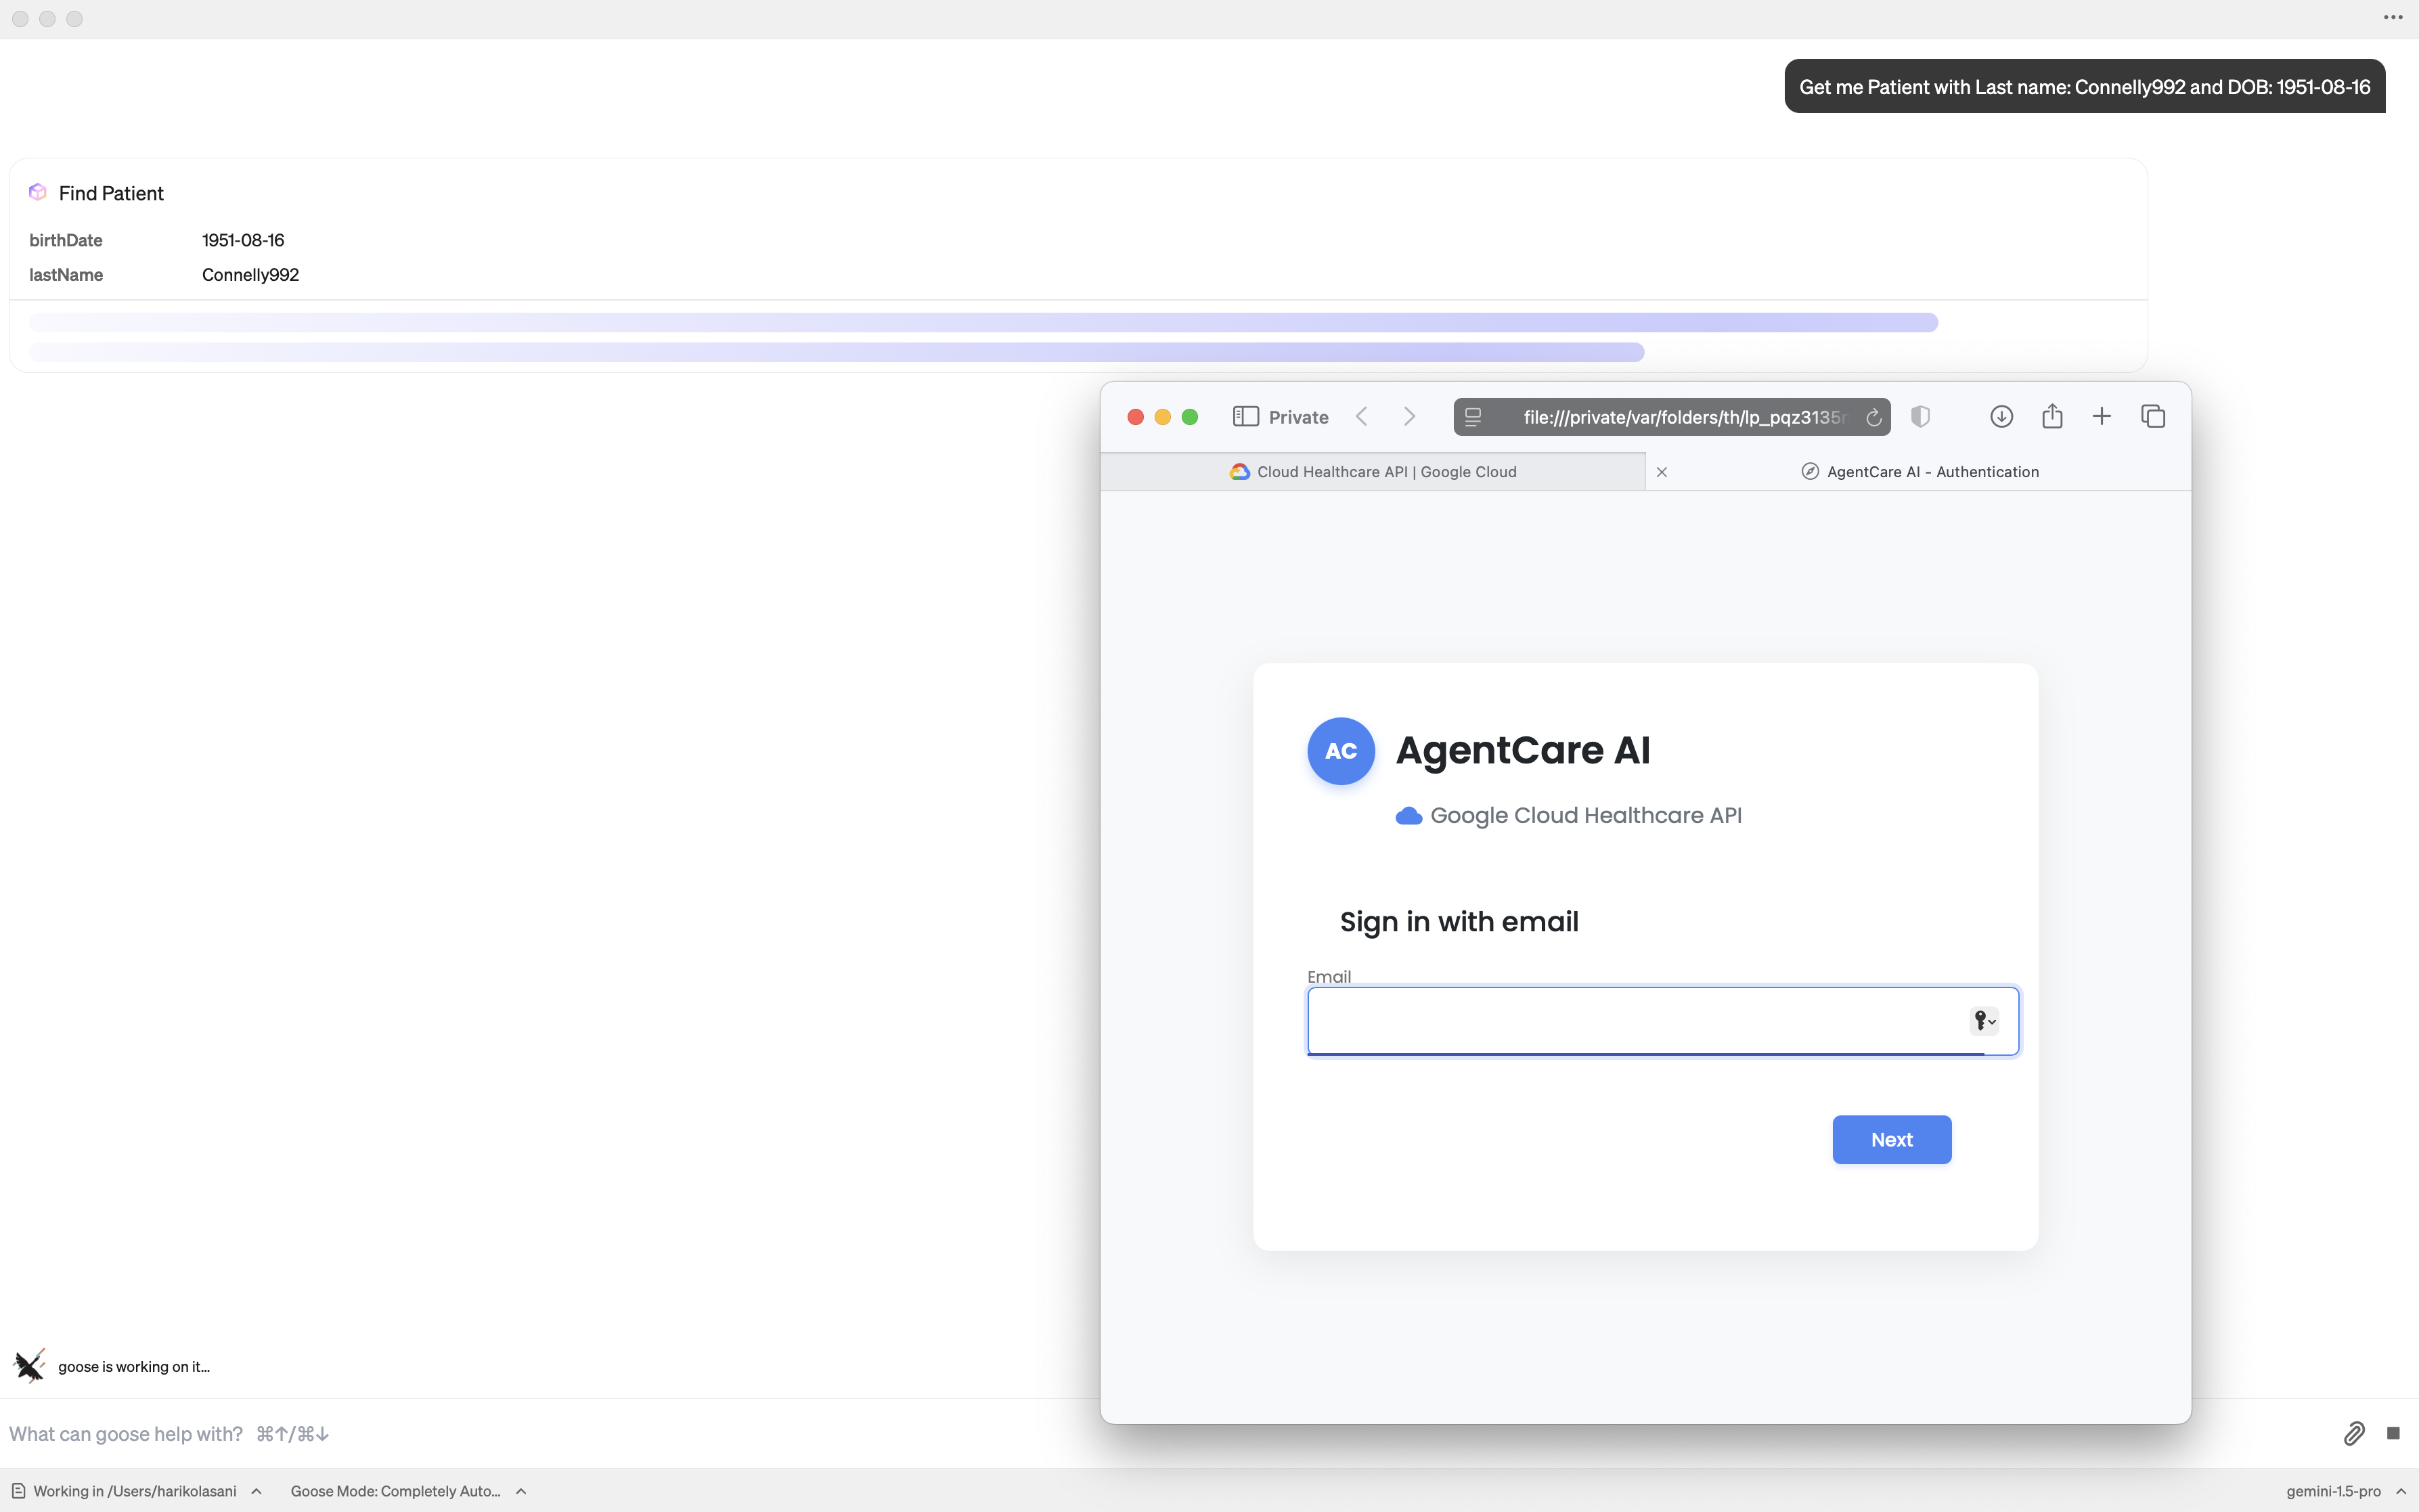 Get me Patient with Last name: Connelly992 and DOB: 1951-08-16
Find Patient
birthDate 1951-08-16
lastName Connelly992
Private
file:///private/var/folders/th/lp_pqz3135
Cloud Healthcare API | Google Cloud
AgentCare AI - Authentication
AC
AgentCare AI
Google Cloud Healthcare API
Sign in with email
Email
Next
goose is working on it...
What can goose help with? ⌘↑/⌘↓
Working in /Users/harikolasani
Goose Mode: Completely Auto...
gemini-1.5-pro